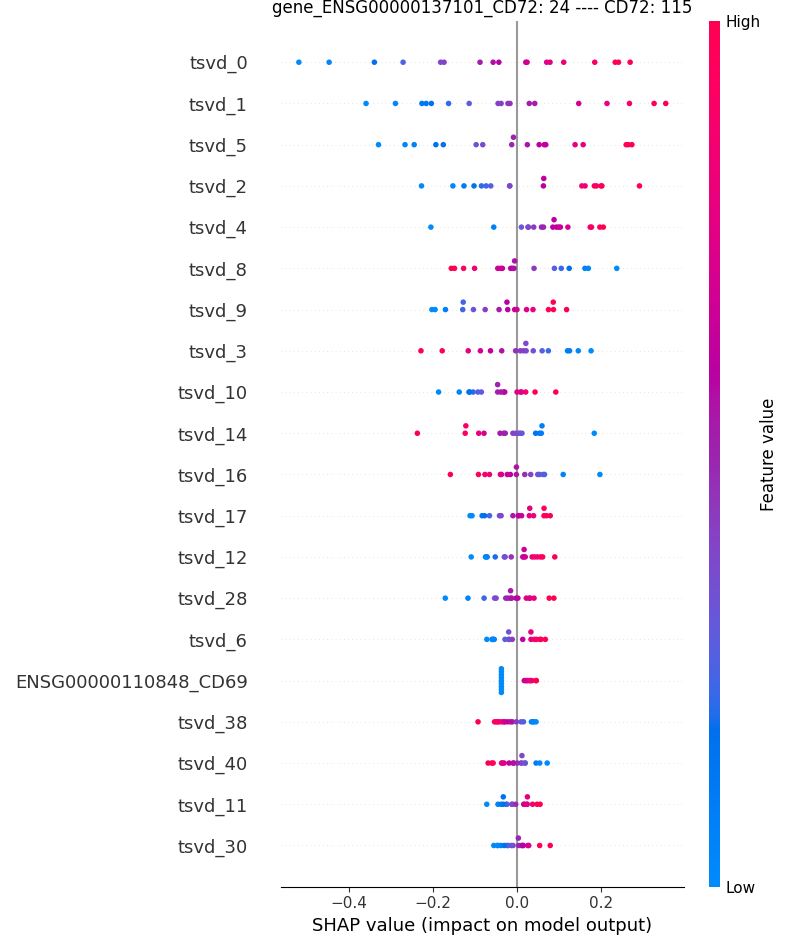 gene_ENSG00000137101_CD72: 24 ---- CD72: 115
High
tsvd_0
tsvd_1
tsvd_5
tsvd_2
tsvd_4
tsvd_8
tsvd_9
tsvd_3
tsvd_10
tsvd_14
tsvd_16
tsvd_17
tsvd_12
tsvd_28
tsvd_6
ENSG00000110848_CD69
tsvd_38
tsvd_40
tsvd_11
tsvd_30
Feature value
Low
−0.4 −0.2 0.0 0.2
SHAP value (impact on model output)